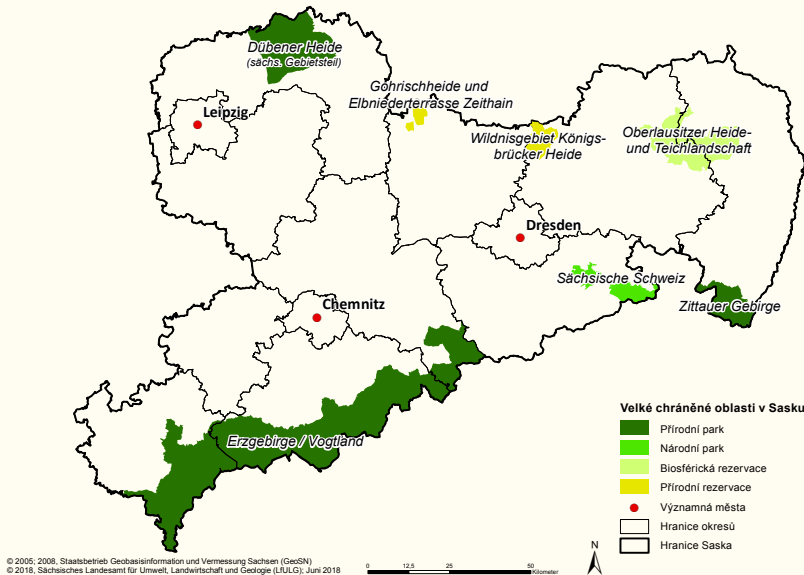 Dübener Heide
(sächs. Gebietsteil)
Leipzig
Gohrischheide und
Elbniederterrasse Zeithain
Wildnisgebiet Königs-
brücker Heide
Oberlausitzer Heide-
und Teichlandschaft
Dresden
Sächsische Schweiz
Zittauer Gebirge
Chemnitz
Erzgebirge / Vogtland
Velké chráněné oblasti v Sasku
Přírodní park
Národní park
Biosférická rezervace
Přírodní rezervace
Významná města
Hranice okresů
Hranice Saska
© 2005; 2008, Staatsbetrieb Geobasisinformation und Vermessung Sachsen (GeoSN)
© 2018, Sächsisches Landesamt für Umwelt, Landwirtschaft und Geologie (LfULG); Juni 2018
0 12.5 25 50
Kilometer
N